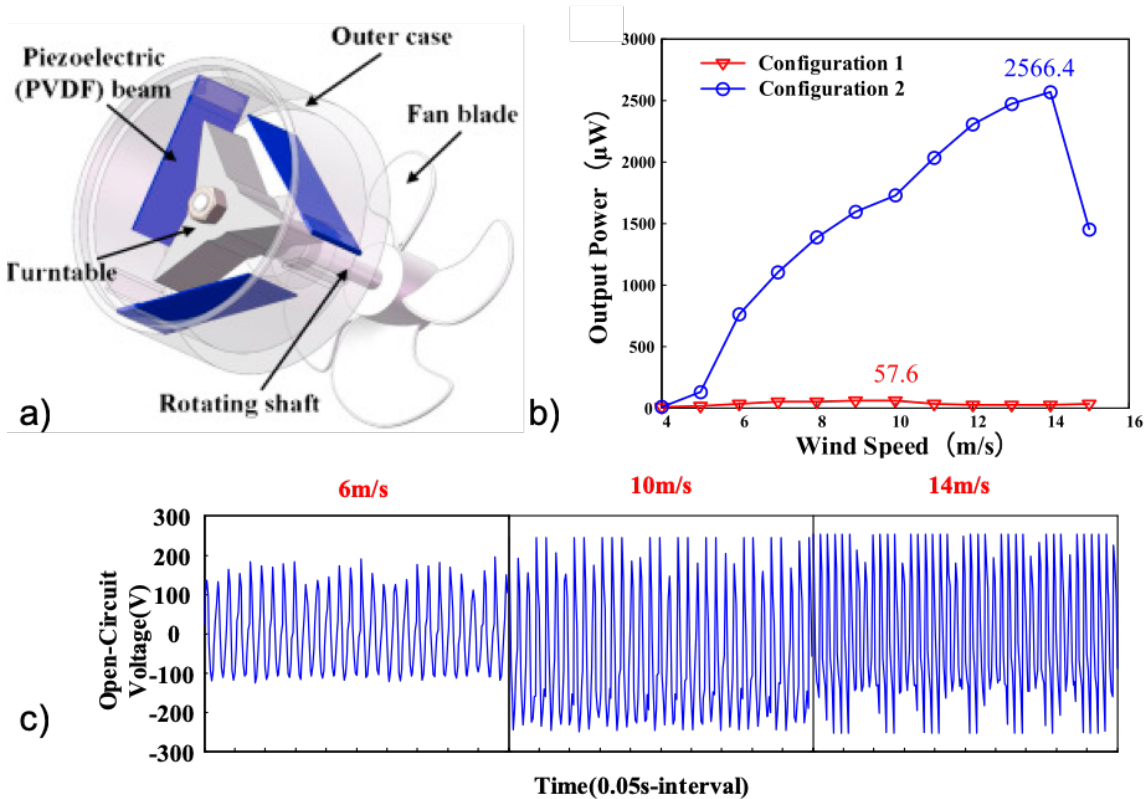 Outer case
Piezoelectric
(PVDF) beam
Fan blade
Turntable
Rotating shaft
a)
3000
2500
2000
1500
1000
500
0
Configuration 1
Configuration 2
2566.4
57.6
Output Power (μW)
4 6 8 10 12 14 16
Wind Speed (m/s)
b)
6m/s 10m/s 14m/s
300
200
100
0
-100
-200
-300
Open-Circuit
Voltage(V)
c)
Time(0.05s-interval)